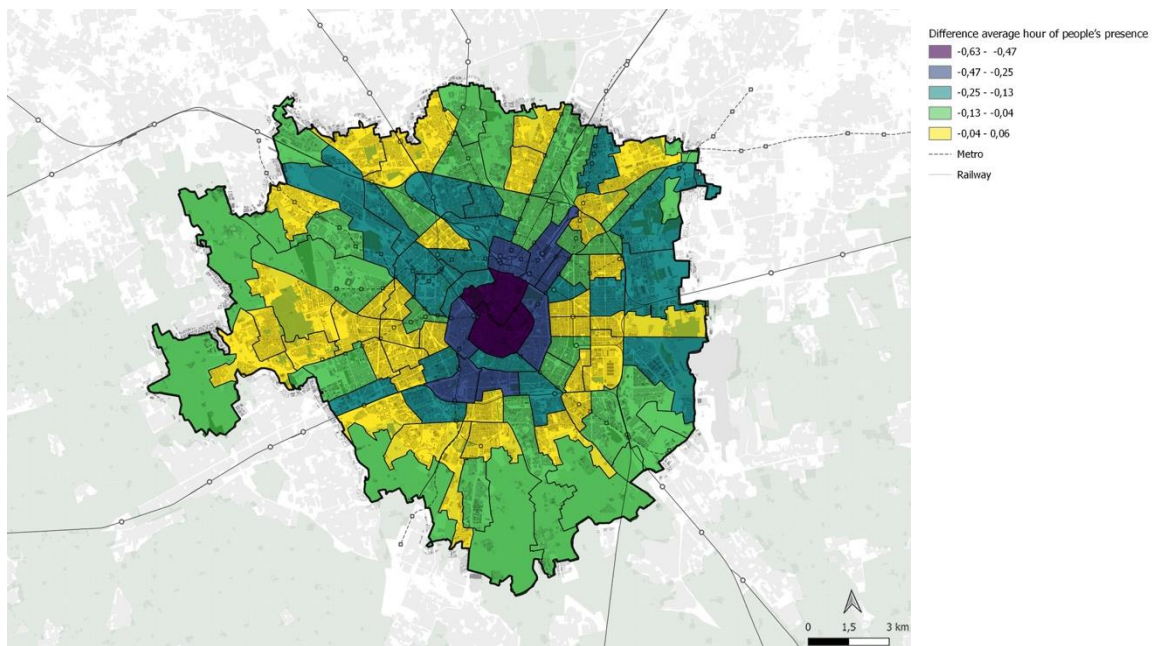 Difference average hour of people's presence
-0,63 - -0,47
-0,47 - -0,25
-0,25 - -0,13
-0,13 - -0,04
-0,04 - 0,06
Metro
Railway
0 1,5 3 km